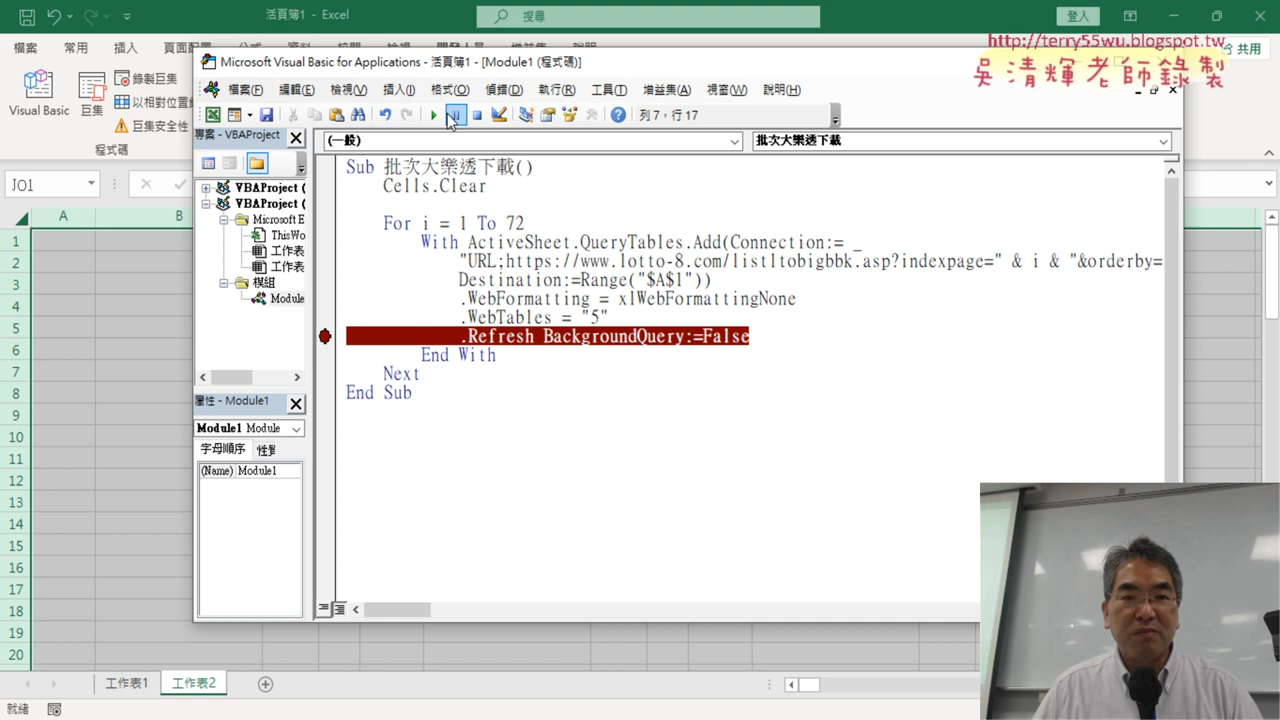 活頁簿1 - Excel
搜尋
登入
檔案
常用
插入
http://terry55wu.blogspot.tw
吳清輝老師錄製
共用
Visual Basic
巨集
錄製巨集
以相對位置
巨集安全性
程式碼
Microsoft Visual Basic for Applications - 活頁簿1 - [Module1 (程式碼)]
檔案(F) 編輯(E) 檢視(V) 插入(I) 格式(O) 偵錯(D) 執行(R) 工具(T) 增益集(A) 視窗(W) 說明(H)
列 7，行 17
專案 - VBAProject
(一般)
批次大樂透下載
J01
VBAProject (
VBAProject (
Microsoft E
ThisWo
工作表
工作表
模組
Module
屬性 - Module1
Module1 Module
字母順序
(Name) Module1
Sub 批次大樂透下載()
Cells.Clear
For i = 1 To 72
With ActiveSheet.QueryTables.Add(Connection:= _
"URL;https://www.lotto-8.com/listltobigbbk.asp?indexpage=" & i & "&orderby=
Destination:=Range("$A$1"))
.WebFormatting = xlWebFormattingNone
.WebTables = "5"
.Refresh BackgroundQuery:=False
End With
Next
End Sub
A B
1
2
3
4
5
6
7
8
9
10
11
12
13
14
15
16
17
18
19
20
工作表1 工作表2
就緒